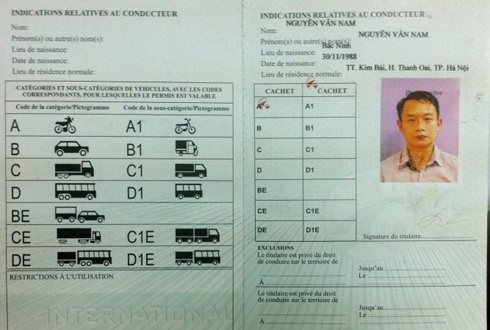 INDICATIONS RELATIVES AU CONDUCTEUR
Nom:
Prénom(s) ou autre(s) nom(s):
Lieu de naissance:
Date de naissance:
Lieu de résidence normale:
CATÉGORIES ET SOUS-CATÉGORIES DE VÉHICULES, AVEC LES CODES
CORRESPONDANTS, POUR LESQUELLES LE PERMIS EST VALABLE
Code de la catégorie/Pictogramme Code de la sous-catégorie/Pictogramme
A A1
B B1
C C1
D D1
BE
CE C1E
DE D1E
RESTRICTIONS À L'UTILISATION
INTERNATIONAL
INDICATIONS RELATIVES AU CONDUCTEUR
NGUYỄN VĂN NAM
Nom:
NGUYỄN VĂN NAM
Prénom(s) ou autre(s) nom(s):
Bắc Ninh
Lieu de naissance:
30/11/1988
Date de naissance:
TT. Kim Bài, H. Thanh Oai, TP. Hà Nội
Lieu de résidence normale:
CACHET CACHET
A A1
B B1
C C1
D D1
BE
CE C1E
DE D1E
Signature du titulaire
EXCLUSIONS
Le titulaire est privé du droit
de conduire sur le terrioire de
Jusqu'au
À Le
Le titulaire est privé du droit
de conduire sur le terrioire de
Jusqu'au
À Le